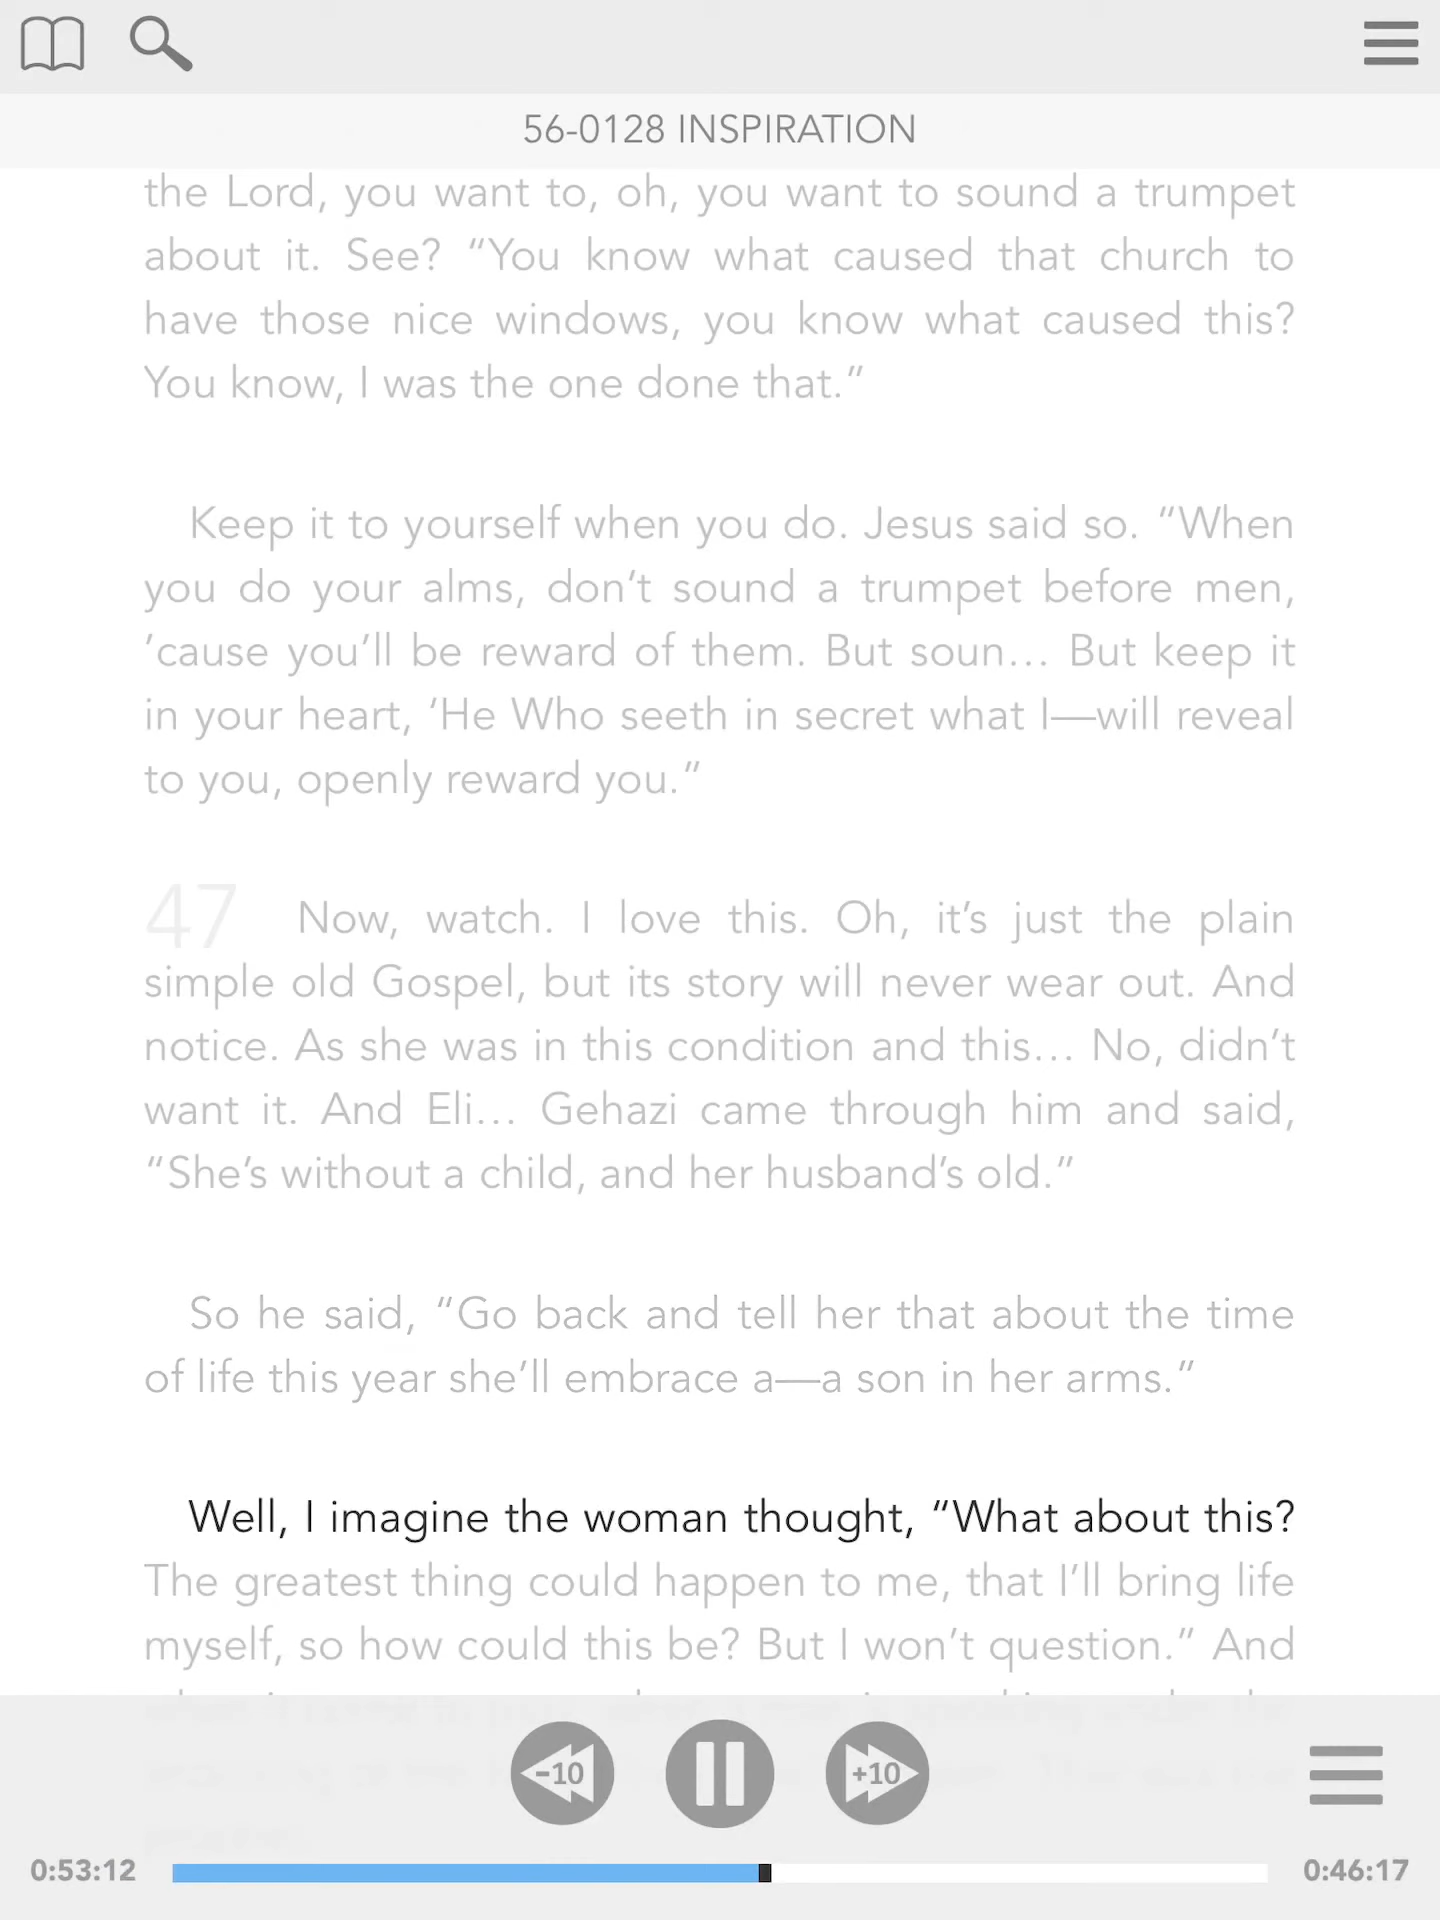 56-0128 INSPIRATION
the Lord, you want to, oh, you want to sound a trumpet
about it. See? “You know what caused that church to
have those nice windows, you know what caused this?
You know, I was the one done that.”
Keep it to yourself when you do. Jesus said so. “When
you do your alms, don’t sound a trumpet before men,
’cause you’ll be reward of them. But soun… But keep it
in your heart, ‘He Who seeth in secret what I—will reveal
to you, openly reward you.”
47 Now, watch. I love this. Oh, it’s just the plain
simple old Gospel, but its story will never wear out. And
notice. As she was in this condition and this… No, didn’t
want it. And Eli… Gehazi came through him and said,
“She’s without a child, and her husband’s old.”
So he said, “Go back and tell her that about the time
of life this year she’ll embrace a—a son in her arms.”
Well, I imagine the woman thought, “What about this?
The greatest thing could happen to me, that I’ll bring life
myself, so how could this be? But I won’t question.” And
-10 +10
0:53:12 0:46:17